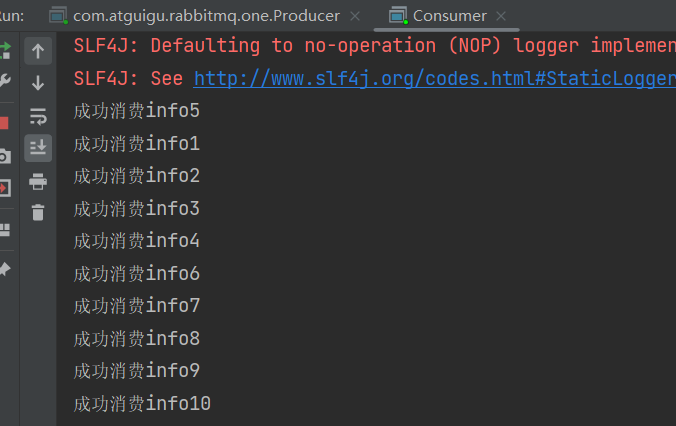 Run: com.atguigu.rabbitmq.one.Producer × Consumer ×
SLF4J: Defaulting to no-operation (NOP) logger implemen
SLF4J: See http://www.slf4j.org/codes.html#StaticLogger
成功消费info5
成功消费info1
成功消费info2
成功消费info3
成功消费info4
成功消费info6
成功消费info7
成功消费info8
成功消费info9
成功消费info10